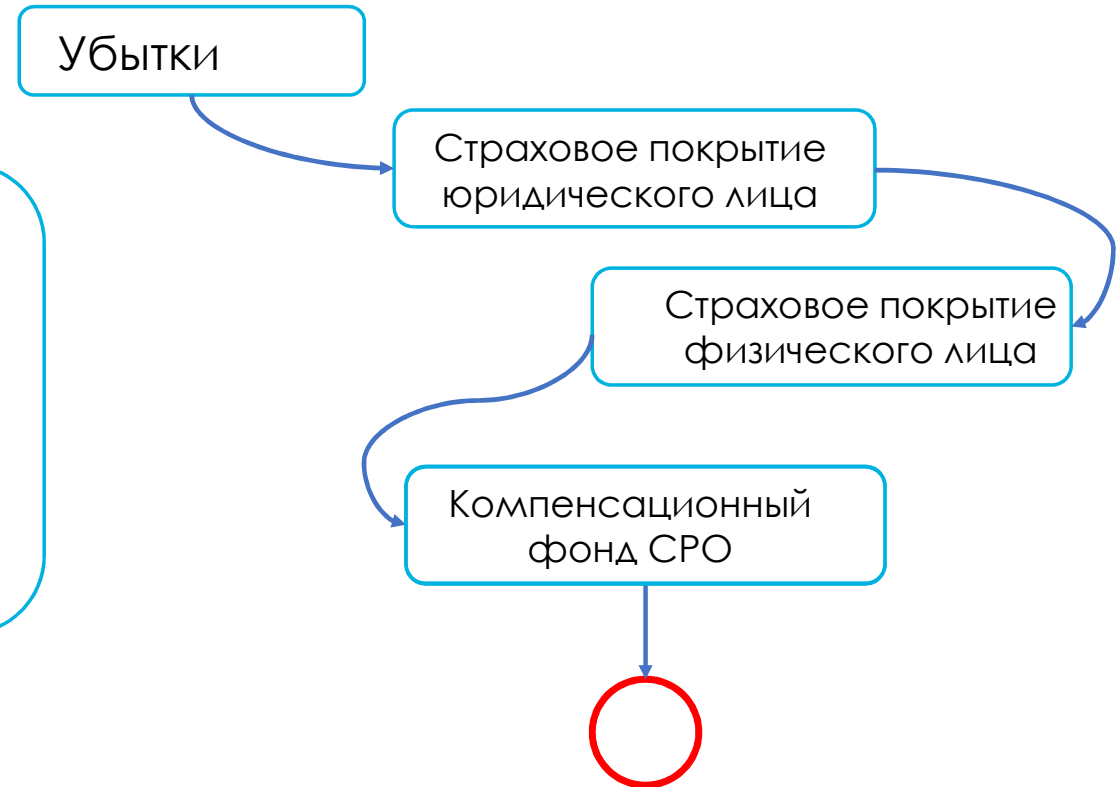 Убытки
Страховое покрытие
юридического лица
Страховое покрытие
физического лица
Компенсационный
фонд СРО